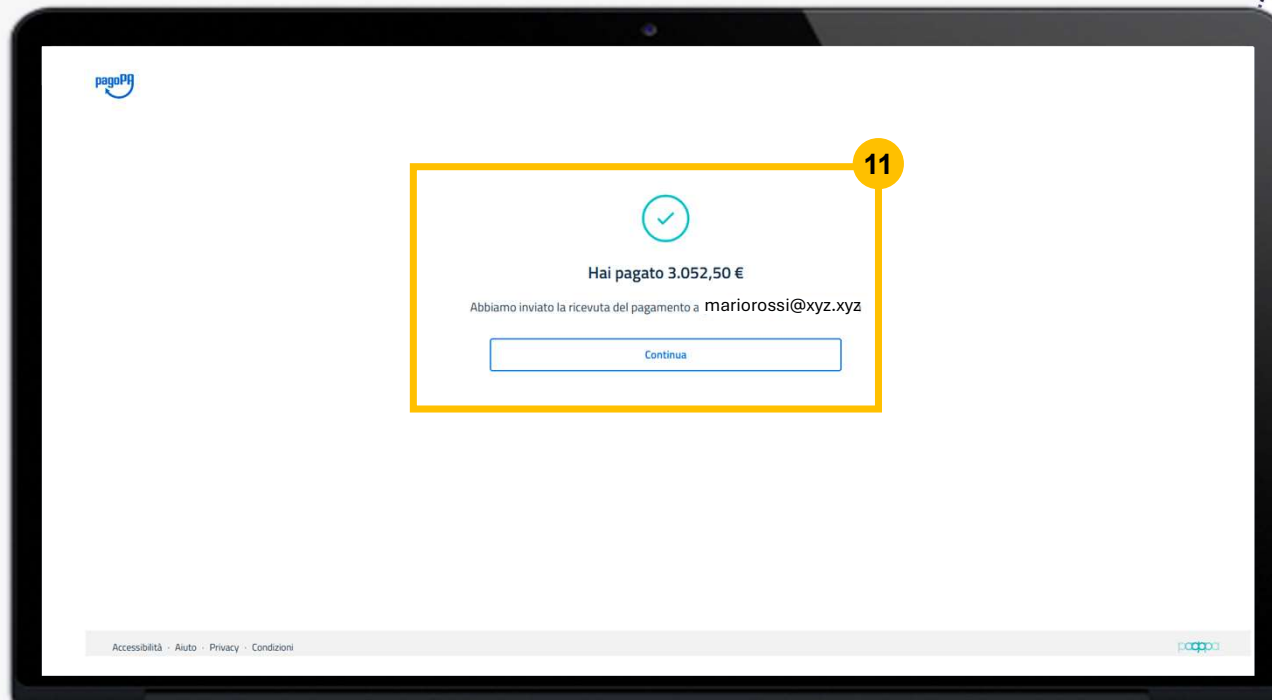 pagoPA
11
Hai pagato 3.052,50 €
Abbiamo inviato la ricevuta del pagamento a mariorossi@xyz.xyz
Continua
Accessibilità · Aiuto · Privacy · Condizioni